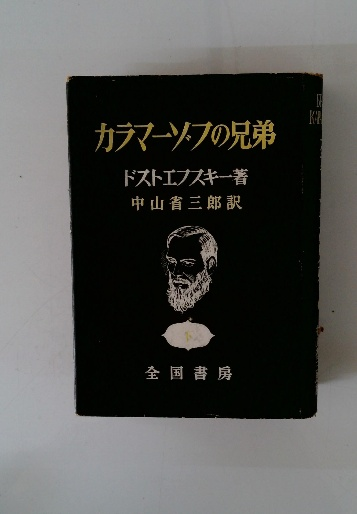 カラマーゾフの兄弟
ドストエフスキー著
中山省三郎訳
全国書房